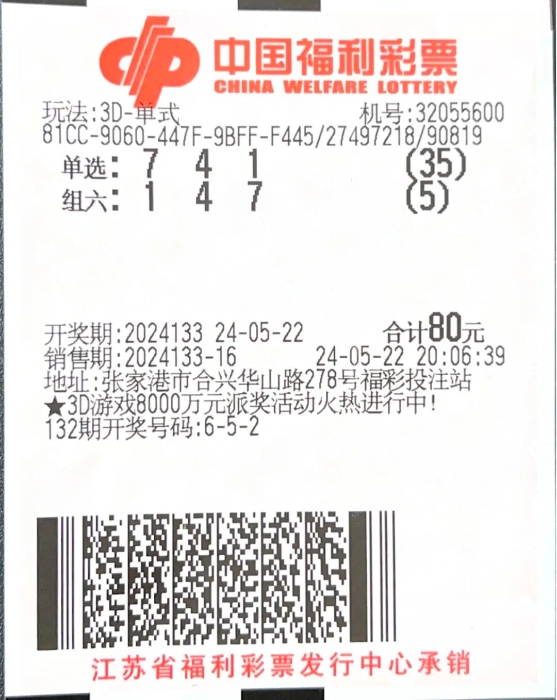 中国福利彩票
CHINA WELFARE LOTTERY
玩法:3D-单式 机号:32055600
81CC-9060-447F-9BFF-F445/27497218/90819
单选: 7 4 1 (35)
组六: 1 4 7 (5)
开奖期:2024133 24-05-22 合计80元
销售期:2024133-16 24-05-22 20:06:39
地址:张家港市合兴华山路278号福彩投注站
★3D游戏8000万元派奖活动火热进行中!
132期开奖号码:6-5-2
江苏省福利彩票发行中心承销